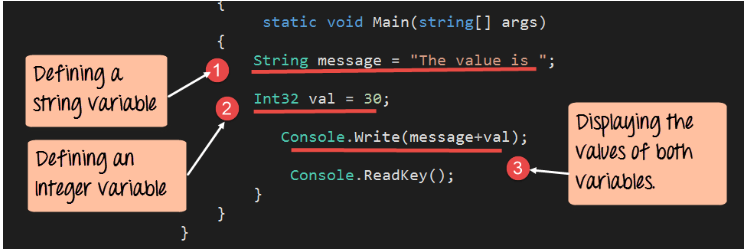 {
static void Main(string[] args)
{
Defining a
string variable
1
String message = "The value is ";
2
Int32 val = 30;
Defining an
Integer variable
Console.Write(message+val);
Displaying the
values of both
variables.
3
Console.ReadKey();
}
}
}